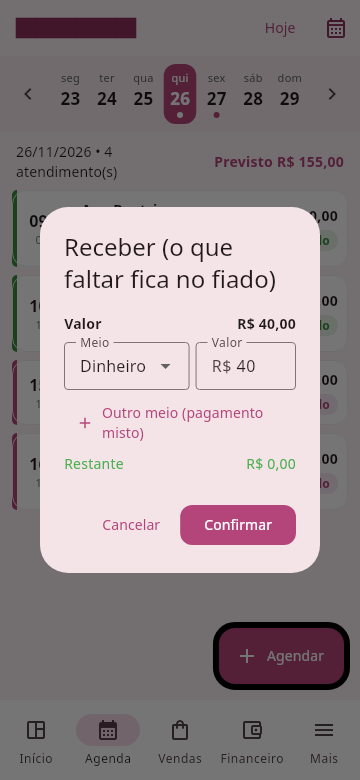 Hoje
seg ter qua qui sex sáb dom
23 24 25 26 27 28 29
26/11/2026 • 4
atendimento(s)
Previsto R$ 155,00
Receber (o que
faltar fica no fiado)
Valor R$ 40,00
Meio Valor
Dinheiro R$ 40
Outro meio (pagamento
misto)
Restante R$ 0,00
Cancelar Confirmar
Agendar
Início Agenda Vendas Financeiro Mais